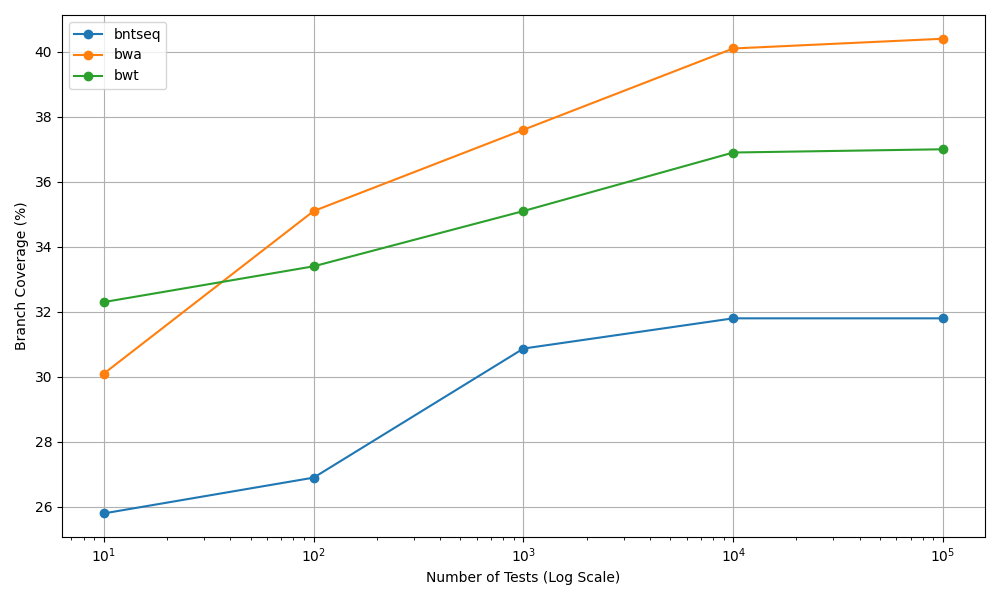 bntseq
bwa
bwt
Branch Coverage (%)
40
38
36
34
32
30
28
26
10¹ 10² 10³ 10⁴ 10⁵
Number of Tests (Log Scale)